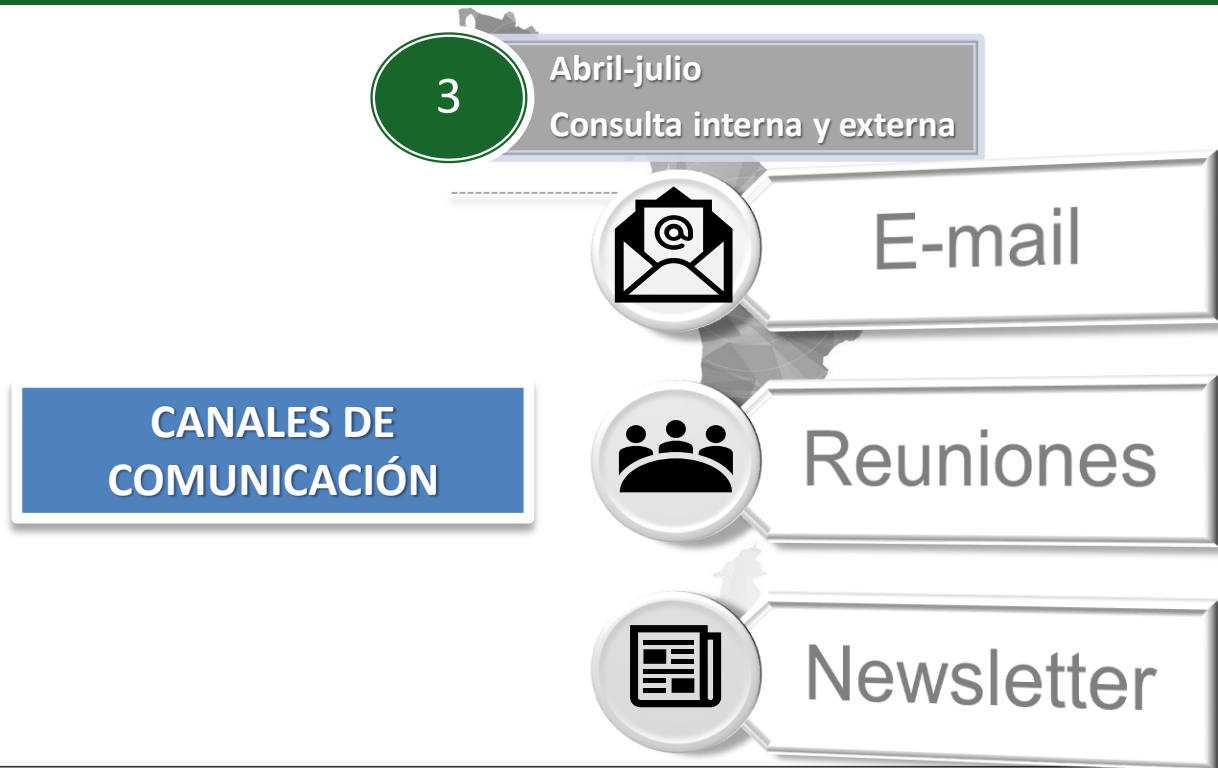 3
Abril-julio
Consulta interna y externa
E-mail
CANALES DE
COMUNICACIÓN
Reuniones
Newsletter